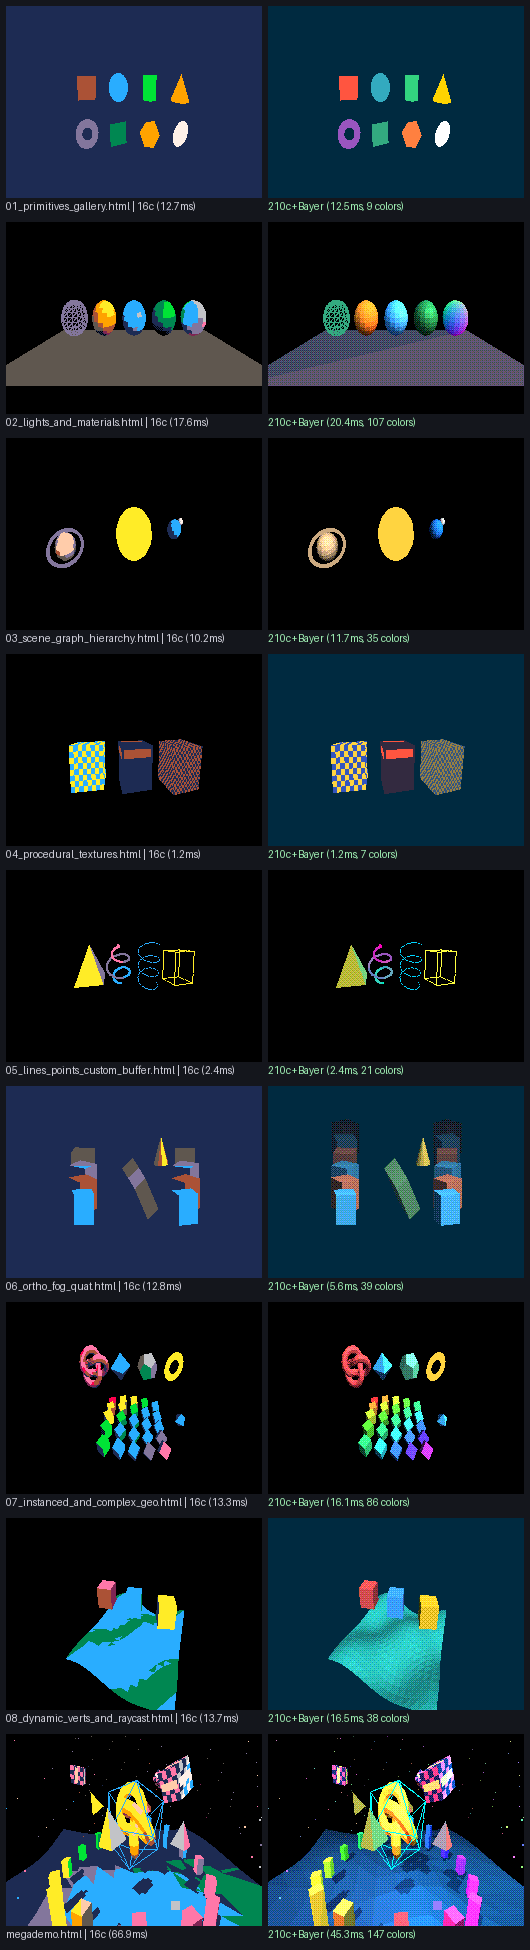 01_primitives_gallery.html | 16c (12.7ms)
210c+Bayer (12.5ms, 9 colors)
02_lights_and_materials.html | 16c (17.6ms)
210c+Bayer (20.4ms, 107 colors)
03_scene_graph_hierarchy.html | 16c (10.2ms)
210c+Bayer (11.7ms, 35 colors)
04_procedural_textures.html | 16c (1.2ms)
210c+Bayer (1.2ms, 7 colors)
05_lines_points_custom_buffer.html | 16c (2.4ms)
210c+Bayer (2.4ms, 21 colors)
06_ortho_fog_quat.html | 16c (12.8ms)
210c+Bayer (5.6ms, 39 colors)
07_instanced_and_complex_geo.html | 16c (13.3ms)
210c+Bayer (16.1ms, 86 colors)
08_dynamic_verts_and_raycast.html | 16c (13.7ms)
210c+Bayer (16.5ms, 38 colors)
megademo.html | 16c (66.9ms)
210c+Bayer (45.3ms, 147 colors)